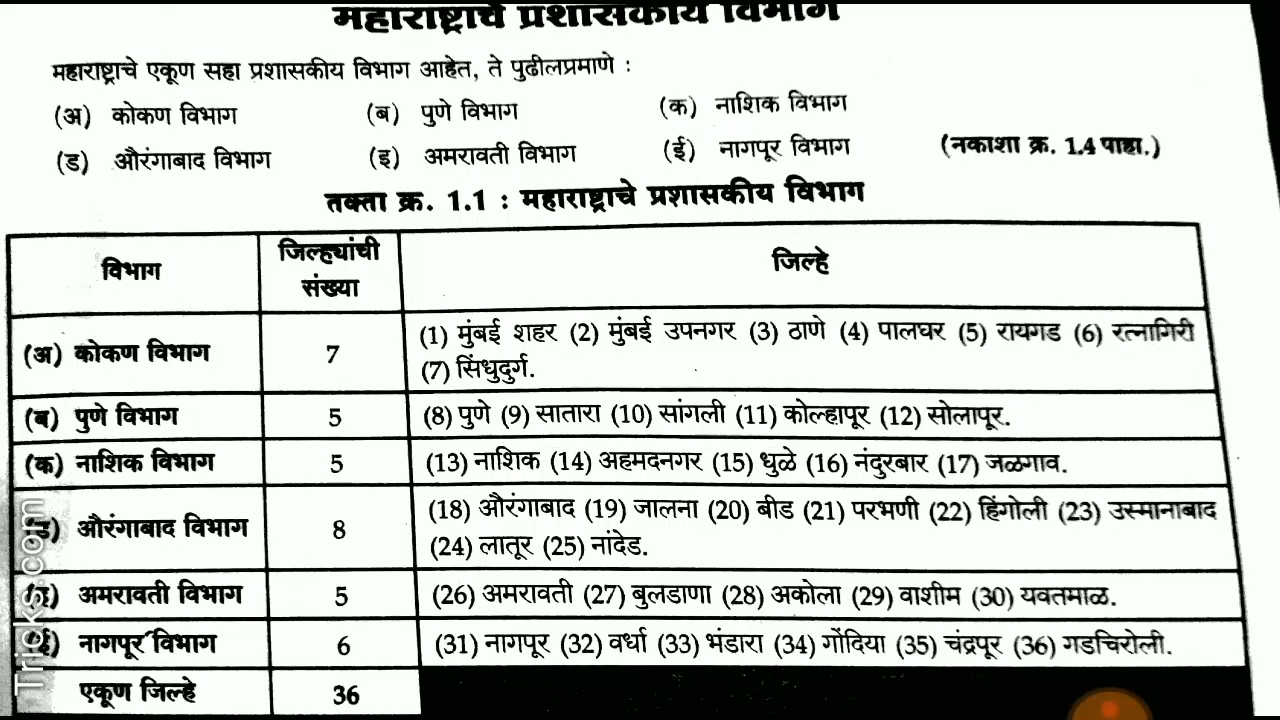 महाराष्ट्राचे प्रशासकीय विभाग
महाराष्ट्राचे एकूण सहा प्रशासकीय विभाग आहेत, ते पुढीलप्रमाणे :
(अ) कोकण विभाग (ब) पुणे विभाग (क) नाशिक विभाग
(ड) औरंगाबाद विभाग (इ) अमरावती विभाग (ई) नागपूर विभाग (नकाशा क्र. 1.4 पाहा.)
तक्ता क्र. 1.1 : महाराष्ट्राचे प्रशासकीय विभाग
विभाग जिल्ह्यांची संख्या जिल्हे
(अ) कोकण विभाग 7 (1) मुंबई शहर (2) मुंबई उपनगर (3) ठाणे (4) पालघर (5) रायगड (6) रत्नागिरी
(7) सिंधुदुर्ग.
(ब) पुणे विभाग 5 (8) पुणे (9) सातारा (10) सांगली (11) कोल्हापूर (12) सोलापूर.
(क) नाशिक विभाग 5 (13) नाशिक (14) अहमदनगर (15) धुळे (16) नंदुरबार (17) जळगाव.
(ड) औरंगाबाद विभाग 8 (18) औरंगाबाद (19) जालना (20) बीड (21) परभणी (22) हिंगोली (23) उस्मानाबाद
(24) लातूर (25) नांदेड.
(इ) अमरावती विभाग 5 (26) अमरावती (27) बुलडाणा (28) अकोला (29) वाशीम (30) यवतमाळ.
(ई) नागपूर विभाग 6 (31) नागपूर (32) वर्धा (33) भंडारा (34) गोंदिया (35) चंद्रपूर (36) गडचिरोली.
एकूण जिल्हे 36
Tricks.com